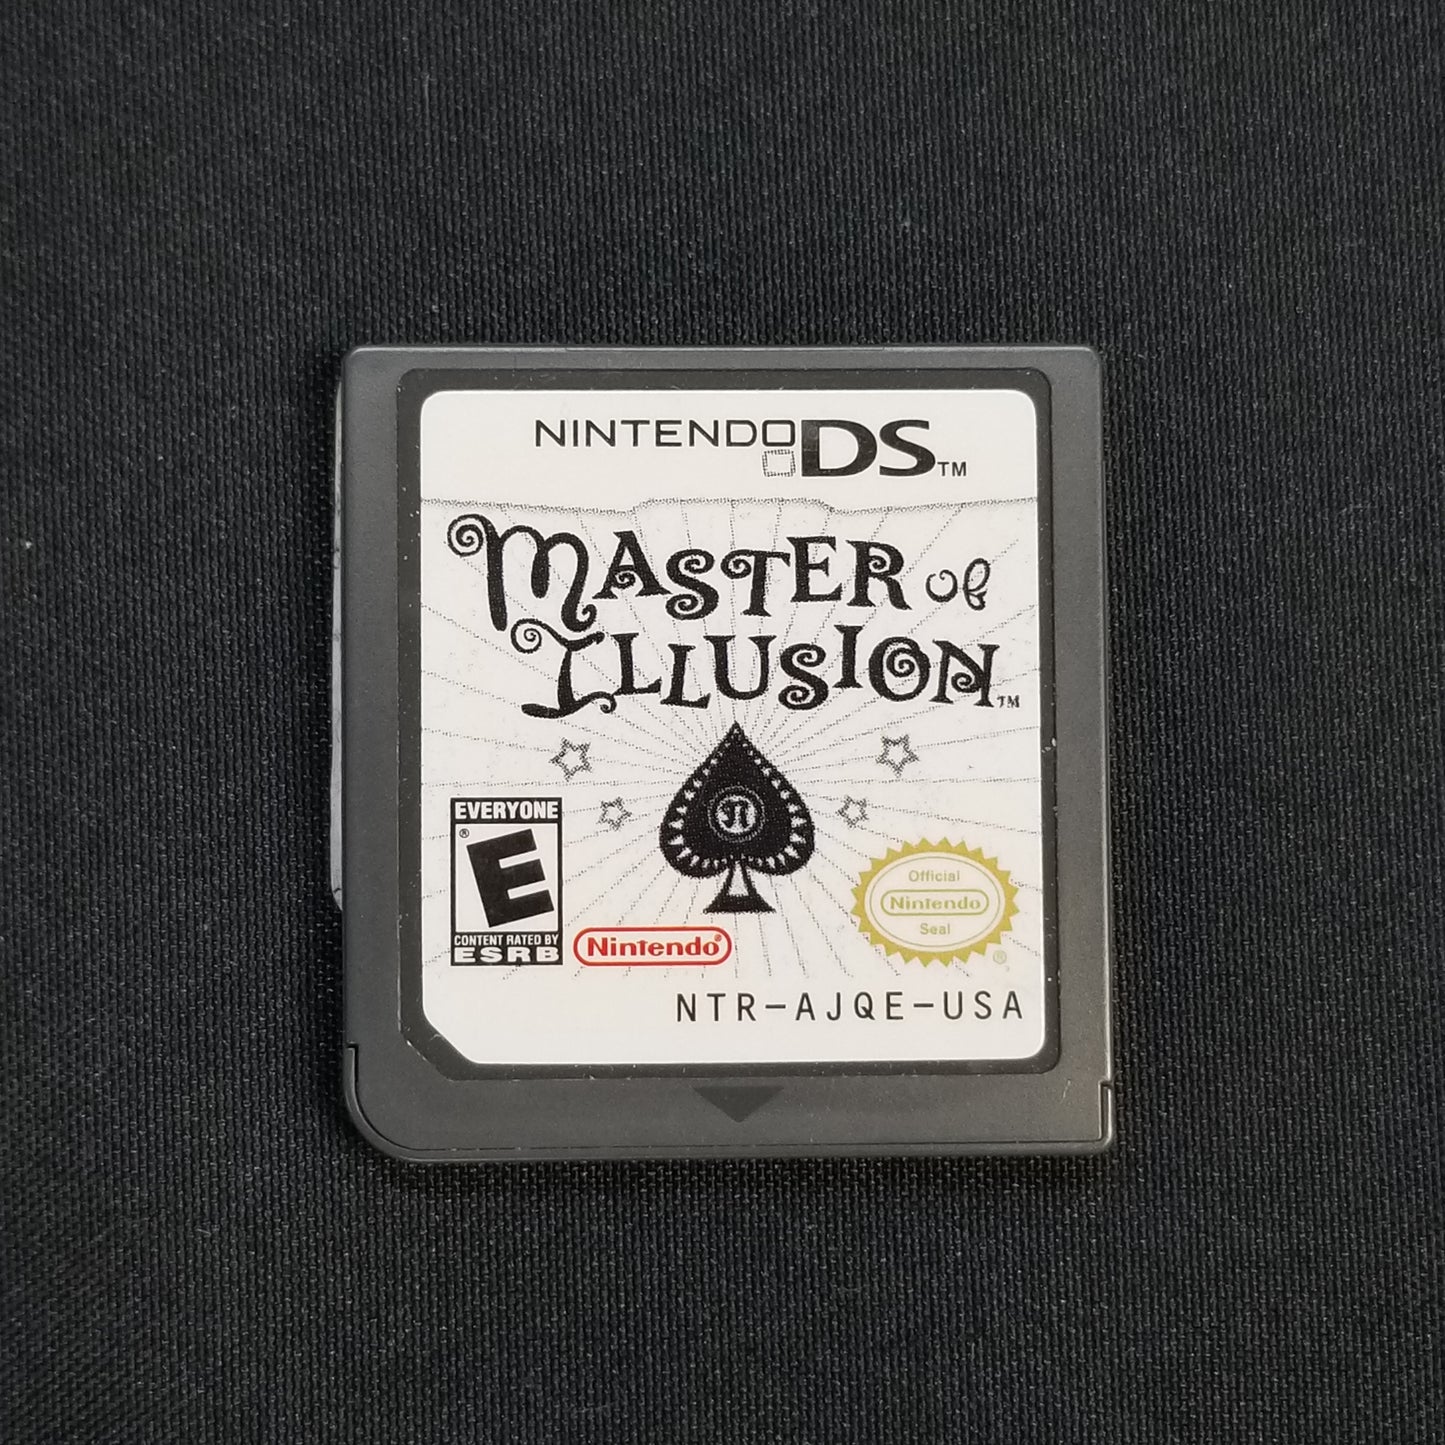 NINTENDO DS™
MASTER of
ILLUSION™
EVERYONE
E®
CONTENT RATED BY
ESRB
Nintendo®
Official
Nintendo
Seal
®
NTR-AJQE-USA